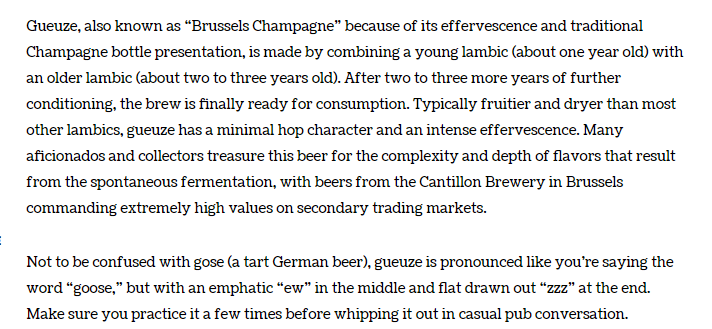 Gueuze, also known as “Brussels Champagne” because of its effervescence and traditional
Champagne bottle presentation, is made by combining a young lambic (about one year old) with
an older lambic (about two to three years old). After two to three more years of further
conditioning, the brew is finally ready for consumption. Typically fruitier and dryer than most
other lambics, gueuze has a minimal hop character and an intense effervescence. Many
aficionados and collectors treasure this beer for the complexity and depth of flavors that result
from the spontaneous fermentation, with beers from the Cantillon Brewery in Brussels
commanding extremely high values on secondary trading markets.
Not to be confused with gose (a tart German beer), gueuze is pronounced like you’re saying the
word “goose,” but with an emphatic “ew” in the middle and flat drawn out “zzz” at the end.
Make sure you practice it a few times before whipping it out in casual pub conversation.